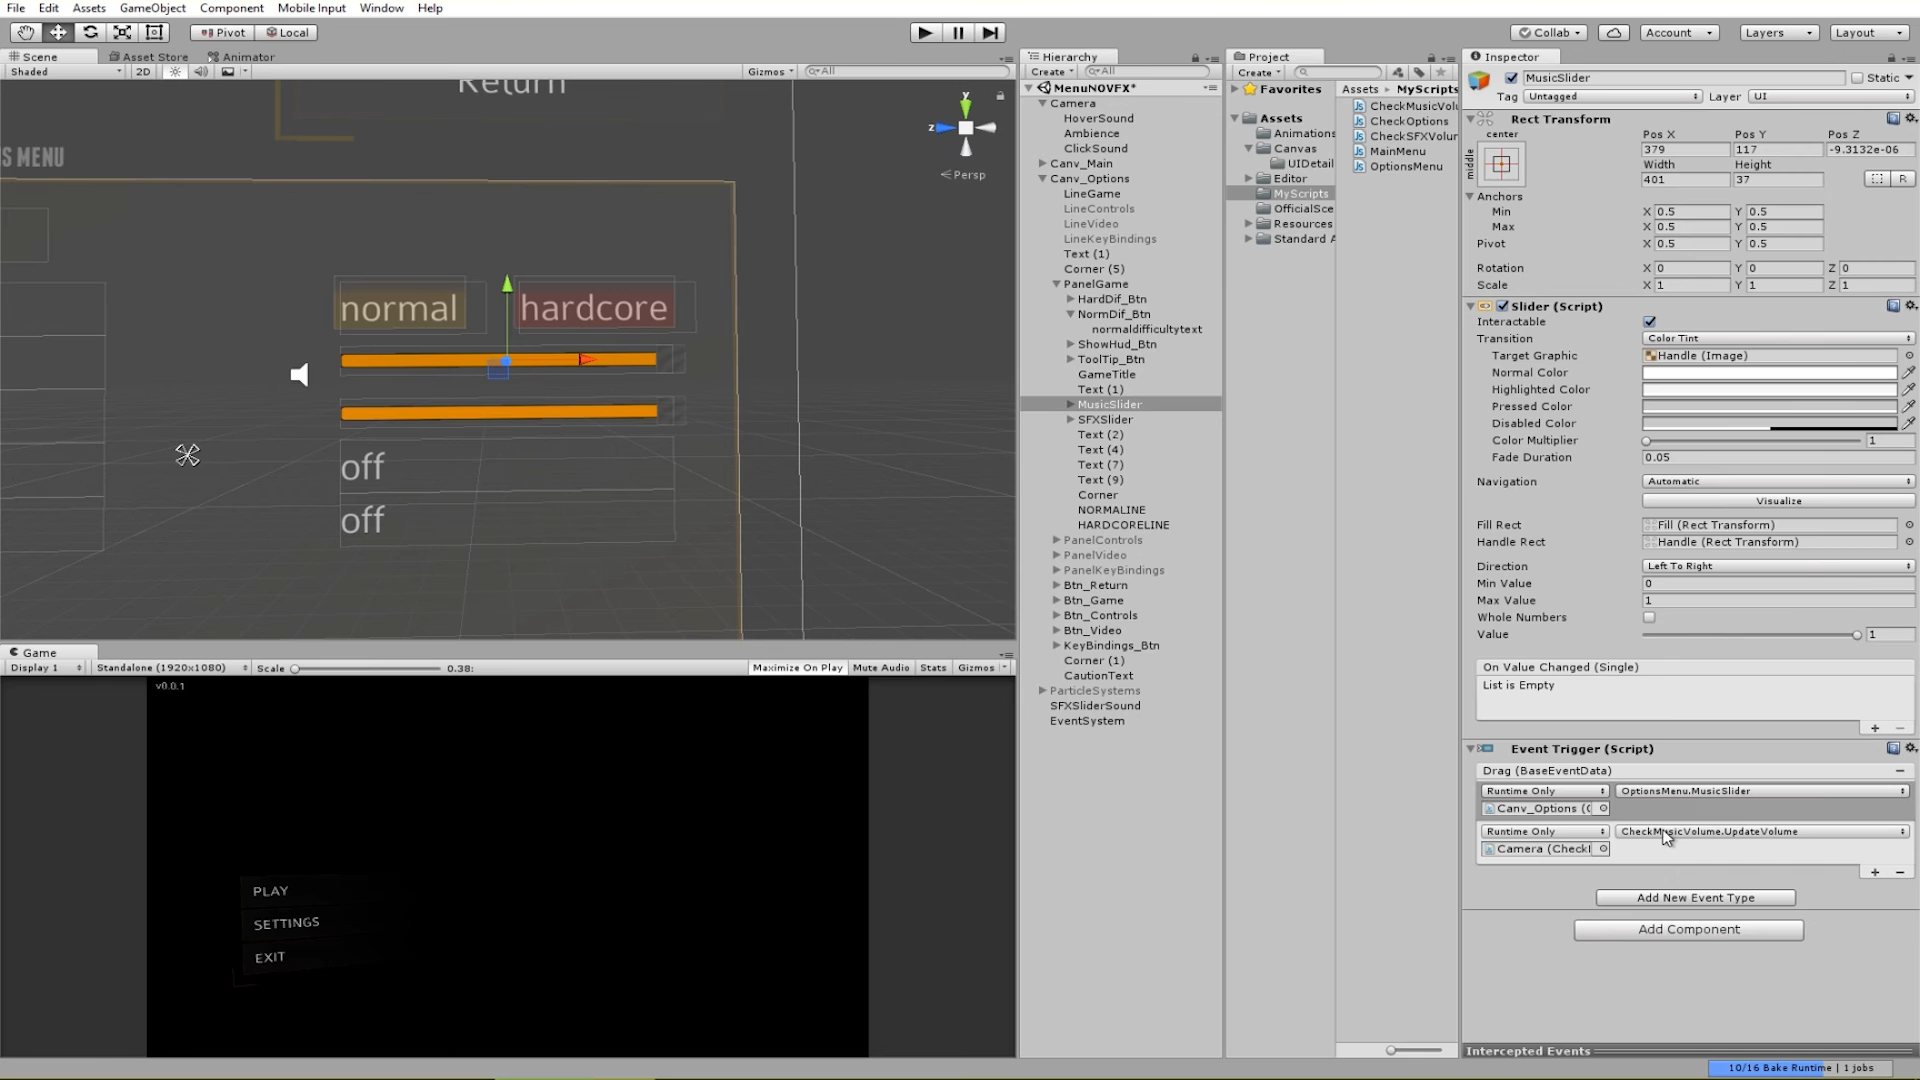 File Edit Assets GameObject Component Mobile Input Window Help
Pivot Local
Collab Account Layers Layout
Scene Asset Store Animator
Shaded 2D Gizmos All
Return
S MENU
y
z
Persp
normal hardcore
off
off
Game
Display 1 Standalone (1920x1080) Scale 0.38: Maximize On Play Mute Audio Stats Gizmos
v0.0.1
PLAY
SETTINGS
EXIT
Hierarchy
Create All
MenuNOVFX*
Camera
HoverSound
Ambience
ClickSound
Canv_Main
Canv_Options
LineGame
LineControls
LineVideo
LineKeyBindings
Text (1)
Corner (5)
PanelGame
HardDif_Btn
NormDif_Btn
normaldifficultytext
ShowHud_Btn
ToolTip_Btn
GameTitle
Text (1)
MusicSlider
SFXSlider
Text (2)
Text (4)
Text (7)
Text (9)
Corner
NORMALINE
HARDCORELINE
PanelControls
PanelVideo
PanelKeyBindings
Btn_Return
Btn_Game
Btn_Controls
Btn_Video
KeyBindings_Btn
Corner (1)
CautionText
ParticleSystems
SFXSliderSound
EventSystem
Project
Create
Favorites
Assets
Animations
Canvas
UIDetail
Editor
MyScripts
OfficialSce
Resources
Standard A
Assets MyScripts
CheckMusicVolu
CheckOptions
CheckSFXVolur
MainMenu
OptionsMenu
Inspector
MusicSlider Static
Tag Untagged Layer UI
Rect Transform
center Pos X Pos Y Pos Z
middle 379 117 -9.3132e-06
Width Height
401 37 R
Anchors
Min X 0.5 Y 0.5
Max X 0.5 Y 0.5
Pivot X 0.5 Y 0.5
Rotation X 0 Y 0 Z 0
Scale X 1 Y 1 Z 1
Slider (Script)
Interactable
Transition Color Tint
Target Graphic Handle (Image)
Normal Color
Highlighted Color
Pressed Color
Disabled Color
Color Multiplier 1
Fade Duration 0.05
Navigation Automatic
Visualize
Fill Rect Fill (Rect Transform)
Handle Rect Handle (Rect Transform)
Direction Left To Right
Min Value 0
Max Value 1
Whole Numbers
Value 1
On Value Changed (Single)
List is Empty
+ −
Event Trigger (Script)
Drag (BaseEventData) −
Runtime Only OptionsMenu.MusicSlider
Canv_Options (
Runtime Only CheckMusicVolume.UpdateVolume
Camera (Check
+ −
Add New Event Type
Add Component
Intercepted Events
10/16 Bake Runtime | 1 jobs